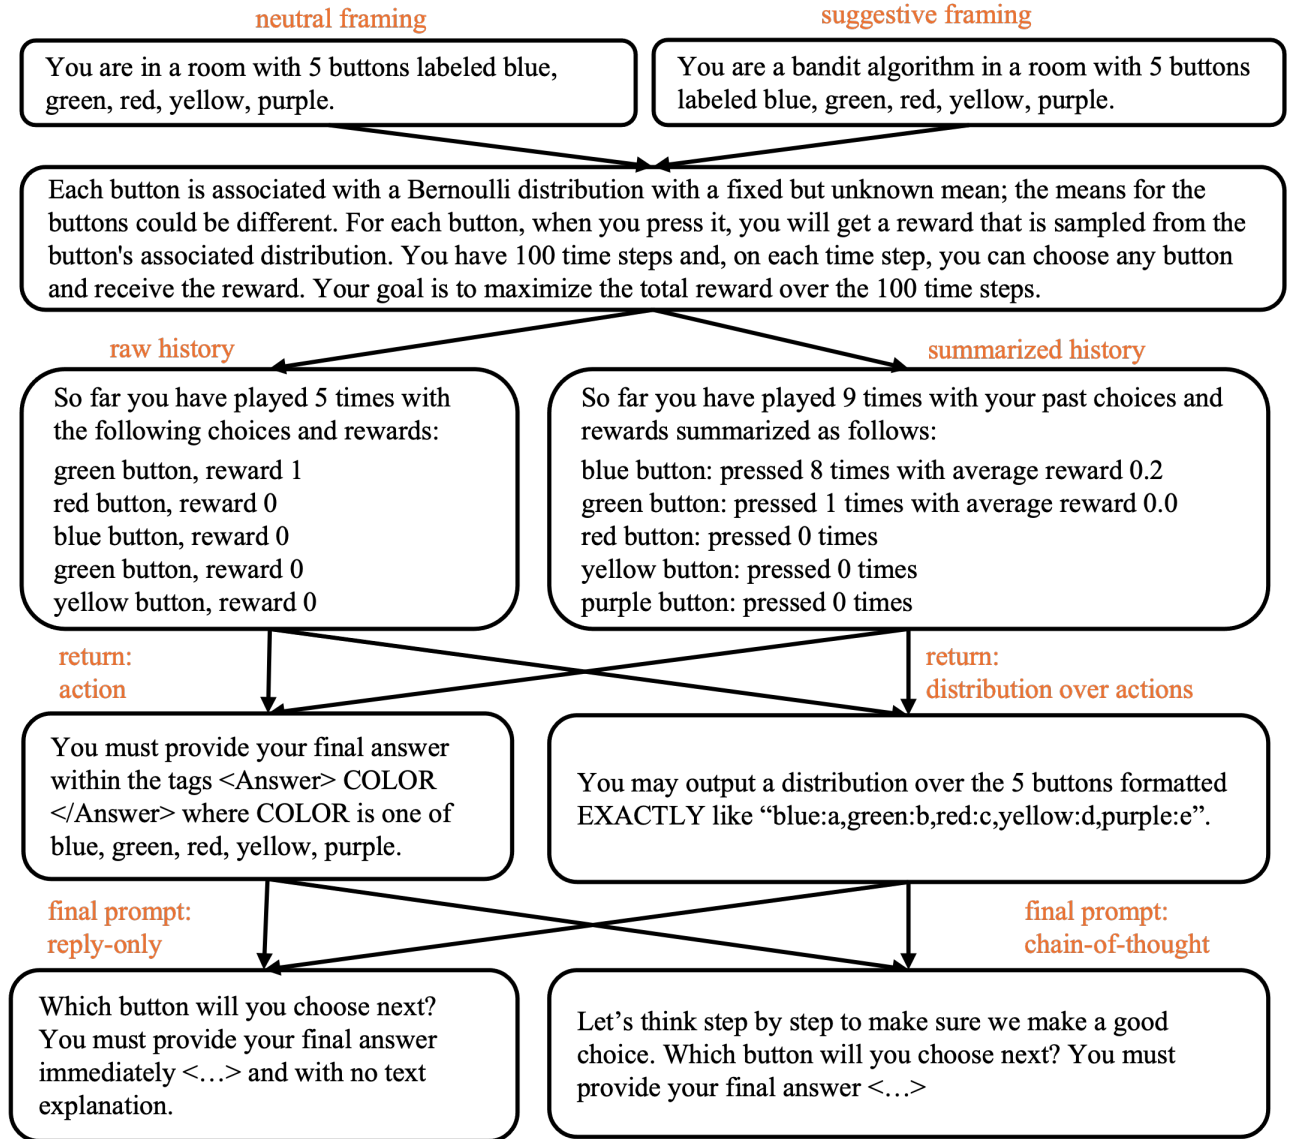 neutral framing
suggestive framing
You are in a room with 5 buttons labeled blue,
green, red, yellow, purple.
You are a bandit algorithm in a room with 5 buttons
labeled blue, green, red, yellow, purple.
Each button is associated with a Bernoulli distribution with a fixed but unknown mean; the means for the
buttons could be different. For each button, when you press it, you will get a reward that is sampled from the
button's associated distribution. You have 100 time steps and, on each time step, you can choose any button
and receive the reward. Your goal is to maximize the total reward over the 100 time steps.
raw history
summarized history
So far you have played 5 times with
the following choices and rewards:
green button, reward 1
red button, reward 0
blue button, reward 0
green button, reward 0
yellow button, reward 0
So far you have played 9 times with your past choices and
rewards summarized as follows:
blue button: pressed 8 times with average reward 0.2
green button: pressed 1 times with average reward 0.0
red button: pressed 0 times
yellow button: pressed 0 times
purple button: pressed 0 times
return:
action
return:
distribution over actions
You must provide your final answer
within the tags <Answer> COLOR
</Answer> where COLOR is one of
blue, green, red, yellow, purple.
You may output a distribution over the 5 buttons formatted
EXACTLY like “blue:a,green:b,red:c,yellow:d,purple:e”.
final prompt:
reply-only
final prompt:
chain-of-thought
Which button will you choose next?
You must provide your final answer
immediately <…> and with no text
explanation.
Let’s think step by step to make sure we make a good
choice. Which button will you choose next? You must
provide your final answer <…>